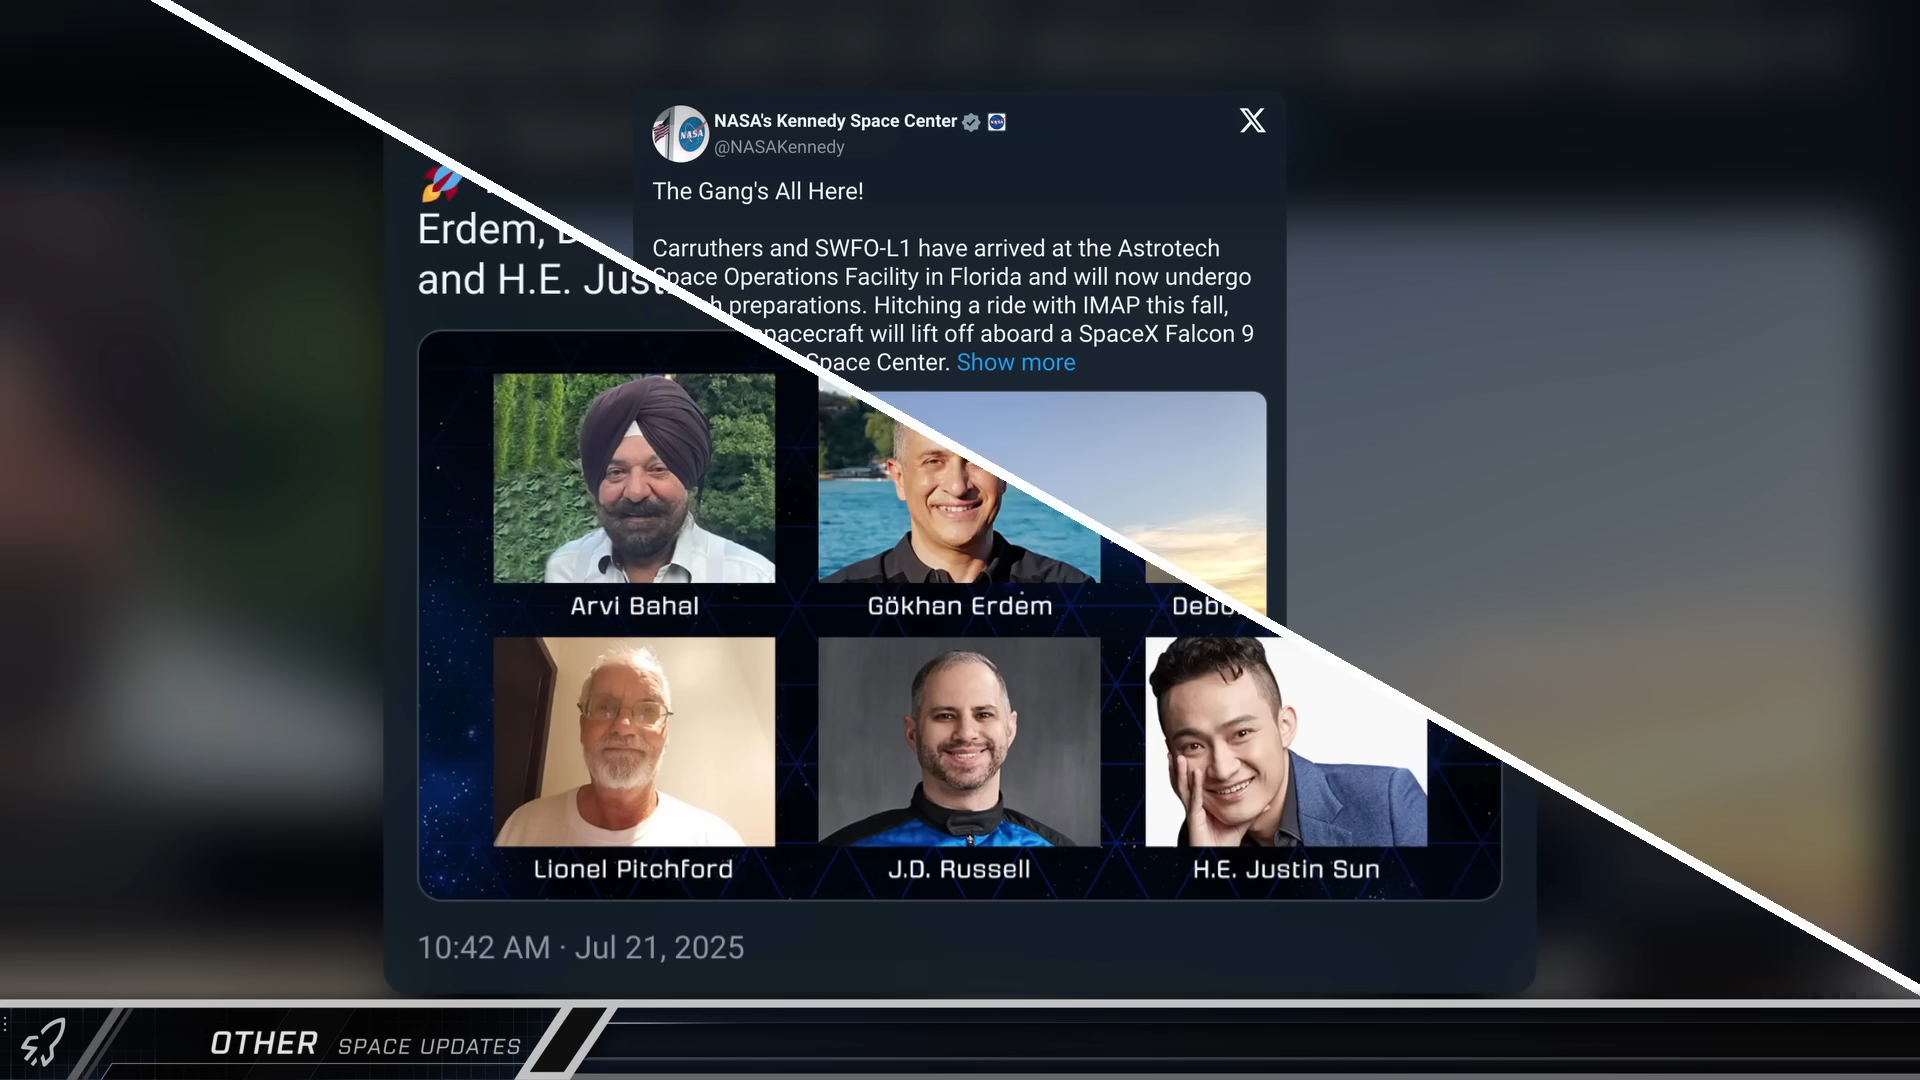 NASA's Kennedy Space Center
@NASAKennedy
The Gang's All Here!
Carruthers and SWFO-L1 have arrived at the Astrotech
Space Operations Facility in Florida and will now undergo
preparations. Hitching a ride with IMAP this fall,
spacecraft will lift off aboard a SpaceX Falcon 9
Space Center. Show more
Erdem,
and H.E. Just
Arvi Bahal
Gökhan Erdem
Debo
Lionel Pitchford
J.D. Russell
H.E. Justin Sun
10:42 AM · Jul 21, 2025
OTHER SPACE UPDATES